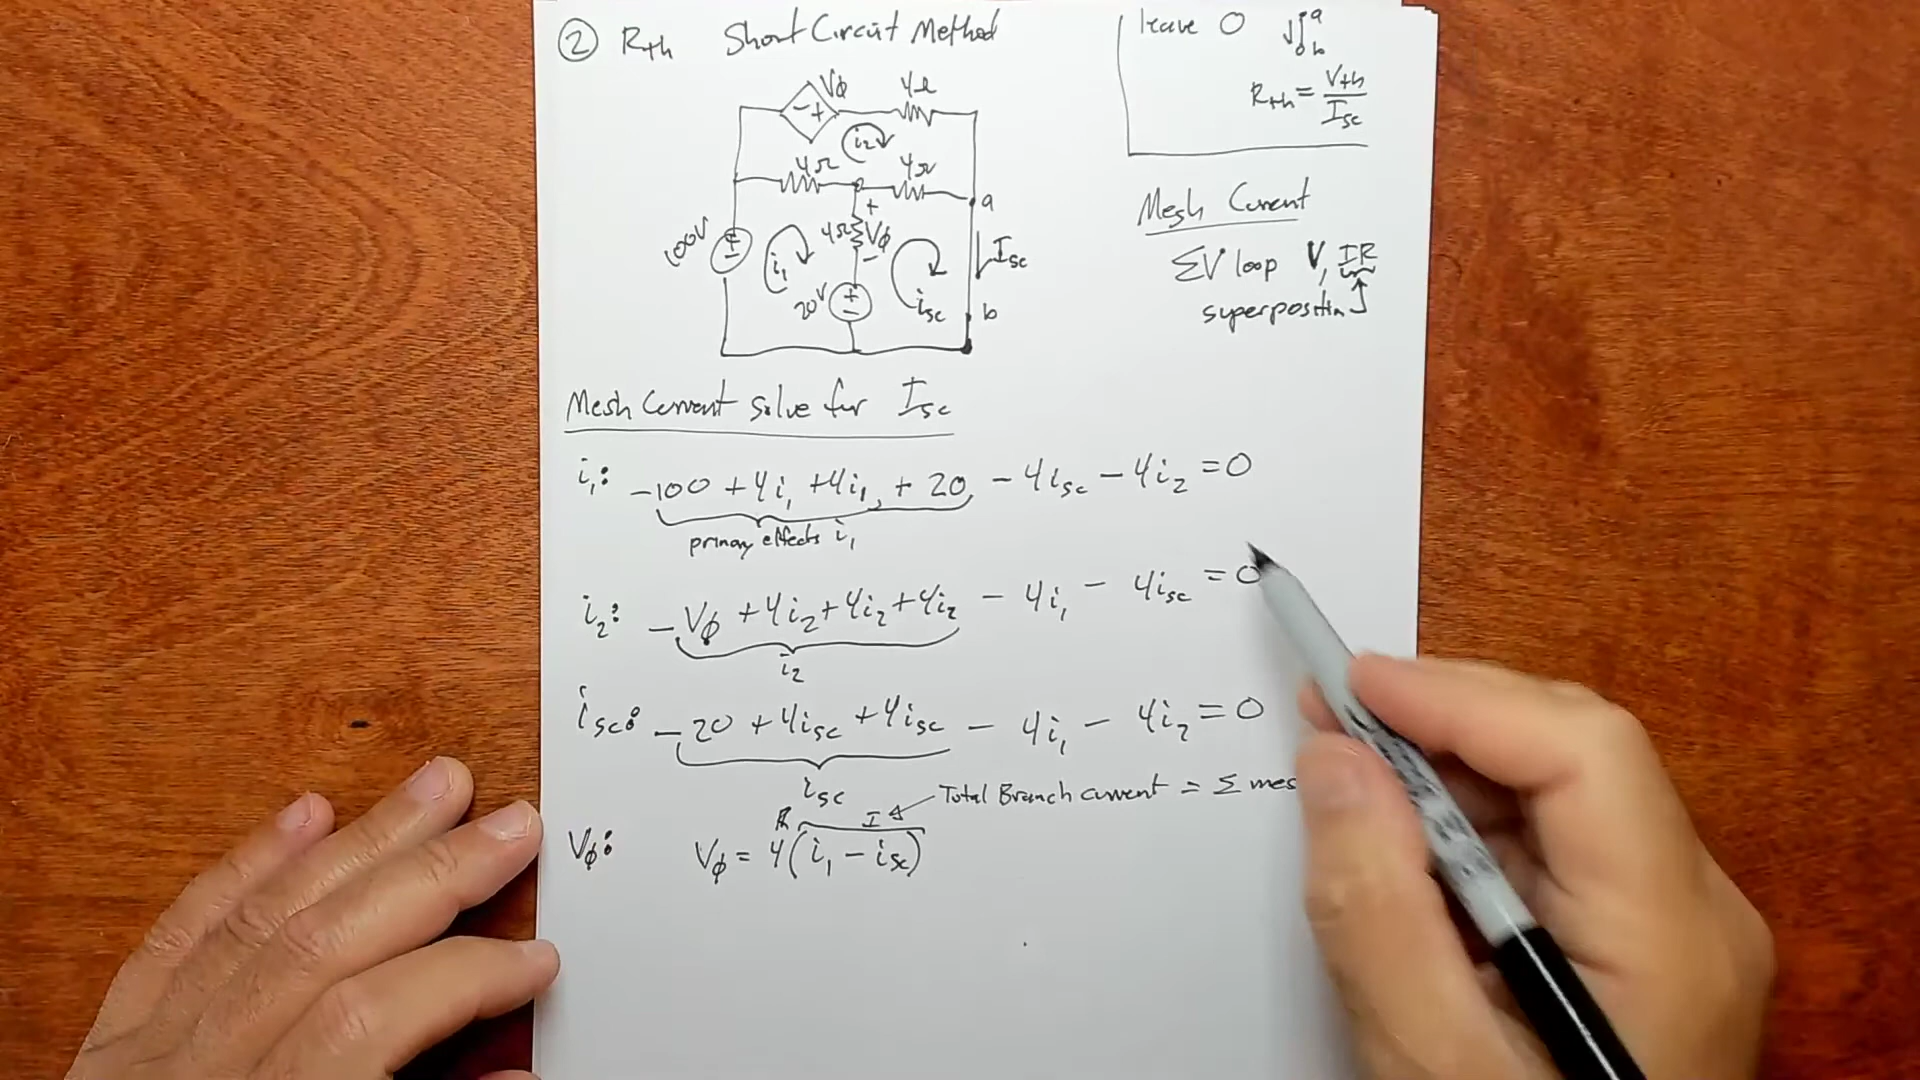 ② Rth Short Circuit Method
leave 0 a
b
Rth = Vth / Isc
Vϕ 4Ω
- +
i2
4Ω 4Ω
a
+
100V 4Ω Vϕ Isc
-
i1
20V isc b
Mesh Current
ΣV loop V, IR
superposition
Mesh Current solve for Isc
i1: -100 + 4i1 + 4i1 + 20 - 4isc - 4i2 = 0
primary effects i1
i2: - Vϕ + 4i2 + 4i2 + 4i2 - 4i1 - 4isc = 0
i2
isc: - 20 + 4isc + 4isc - 4i1 - 4i2 = 0
isc
R I Total Branch current = Σ mes
Vϕ: Vϕ = 4(i1 - isc)